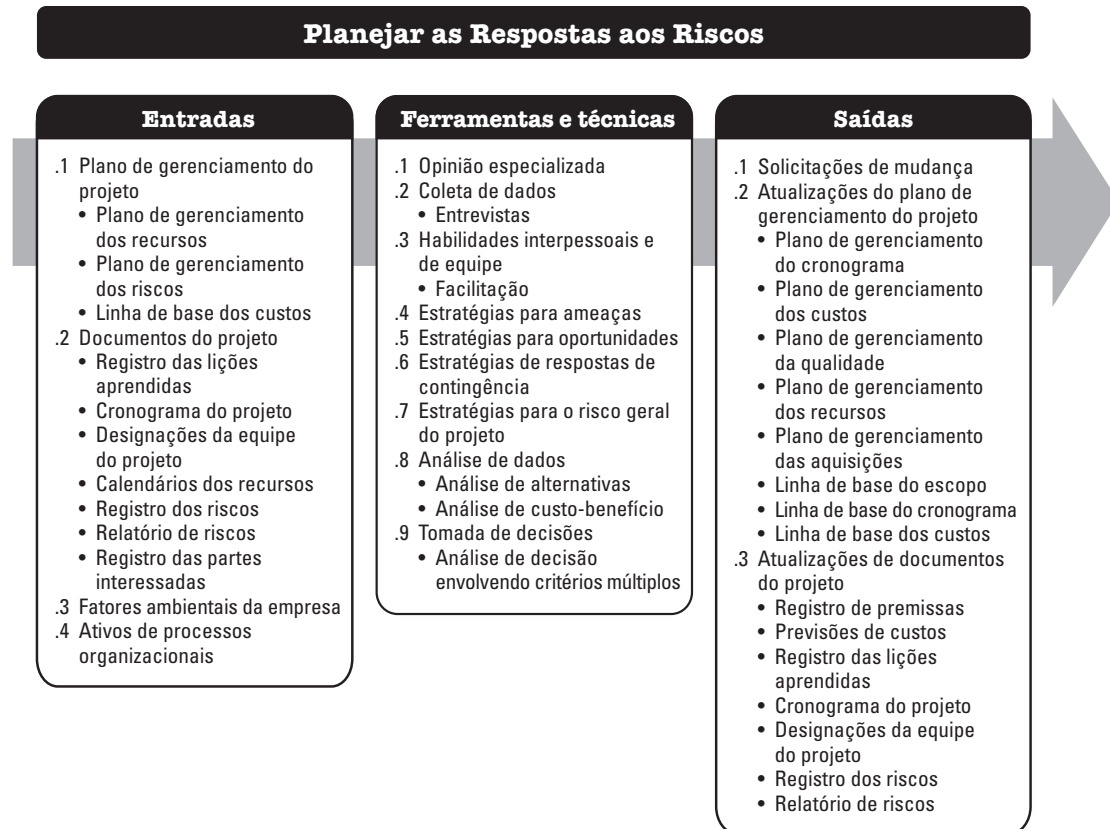 Planejar as Respostas aos Riscos
Entradas
.1 Plano de gerenciamento do
projeto
• Plano de gerenciamento
dos recursos
• Plano de gerenciamento
dos riscos
• Linha de base dos custos
.2 Documentos do projeto
• Registro das lições
aprendidas
• Cronograma do projeto
• Designações da equipe
do projeto
• Calendários dos recursos
• Registro dos riscos
• Relatório de riscos
• Registro das partes
interessadas
.3 Fatores ambientais da empresa
.4 Ativos de processos
organizacionais
Ferramentas e técnicas
.1 Opinião especializada
.2 Coleta de dados
• Entrevistas
.3 Habilidades interpessoais e
de equipe
• Facilitação
.4 Estratégias para ameaças
.5 Estratégias para oportunidades
.6 Estratégias de respostas de
contingência
.7 Estratégias para o risco geral
do projeto
.8 Análise de dados
• Análise de alternativas
• Análise de custo-benefício
.9 Tomada de decisões
• Análise de decisão
envolvendo critérios múltiplos
Saídas
.1 Solicitações de mudança
.2 Atualizações do plano de
gerenciamento do projeto
• Plano de gerenciamento
do cronograma
• Plano de gerenciamento
dos custos
• Plano de gerenciamento
da qualidade
• Plano de gerenciamento
dos recursos
• Plano de gerenciamento
das aquisições
• Linha de base do escopo
• Linha de base do cronograma
• Linha de base dos custos
.3 Atualizações de documentos
do projeto
• Registro de premissas
• Previsões de custos
• Registro das lições
aprendidas
• Cronograma do projeto
• Designações da equipe
do projeto
• Registro dos riscos
• Relatório de riscos